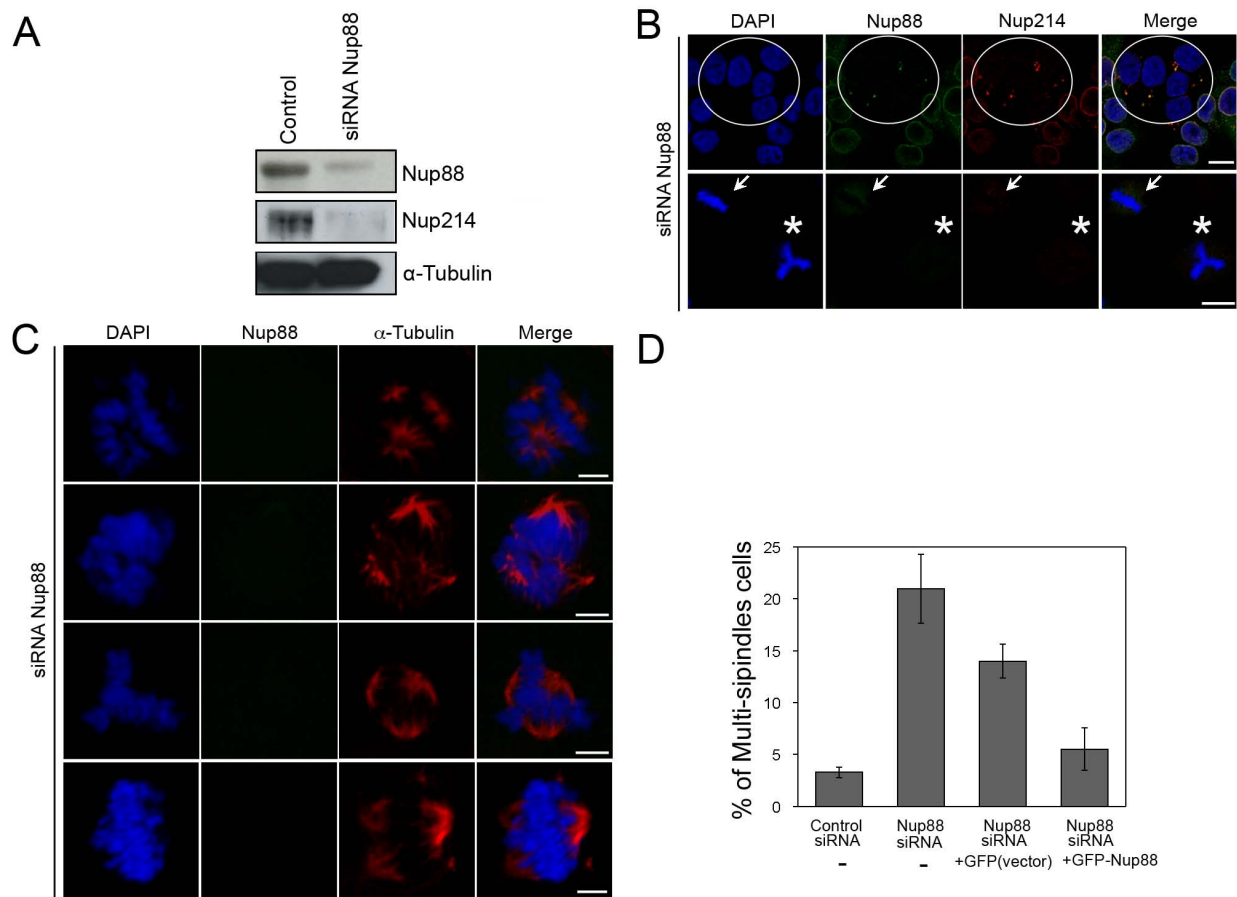 A
Control
siRNA Nup88
Nup88
Nup214
α-Tubulin
B
DAPI Nup88 Nup214 Merge
siRNA Nup88
* * *
C
DAPI Nup88 α-Tubulin Merge
siRNA Nup88
D
% of Multi-sipindles cells
25
20
15
10
5
0
Control Nup88 Nup88 Nup88
siRNA siRNA siRNA siRNA
- - +GFP(vector) +GFP-Nup88